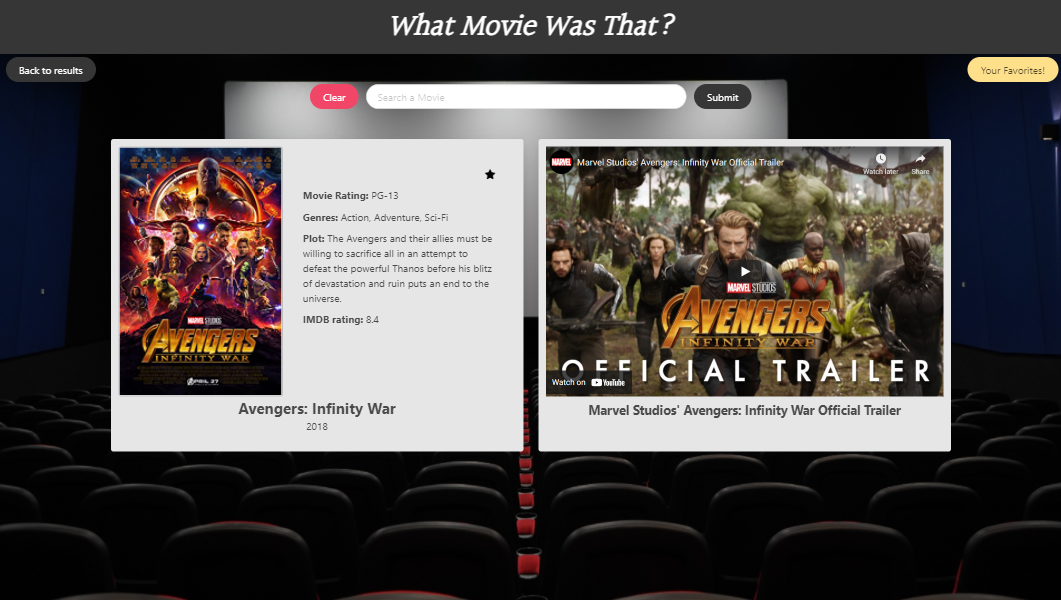 What Movie Was That?
Back to results
Your Favorites!
Clear
Search a Movie
Submit
Movie Rating: PG-13
Genres: Action, Adventure, Sci-Fi
Plot: The Avengers and their allies must be
willing to sacrifice all in an attempt to
defeat the powerful Thanos before his blitz
of devastation and ruin puts an end to the
universe.
IMDB rating: 8.4
MARVEL STUDIOS
AVENGERS
INFINITY WAR
APRIL 27
Avengers: Infinity War
2018
MARVEL
Marvel Studios' Avengers: Infinity War Official Trailer
Watch later
Share
MARVEL STUDIOS
AVENGERS
INFINITY WAR
OFFICIAL TRAILER
Watch on YouTube
Marvel Studios' Avengers: Infinity War Official Trailer